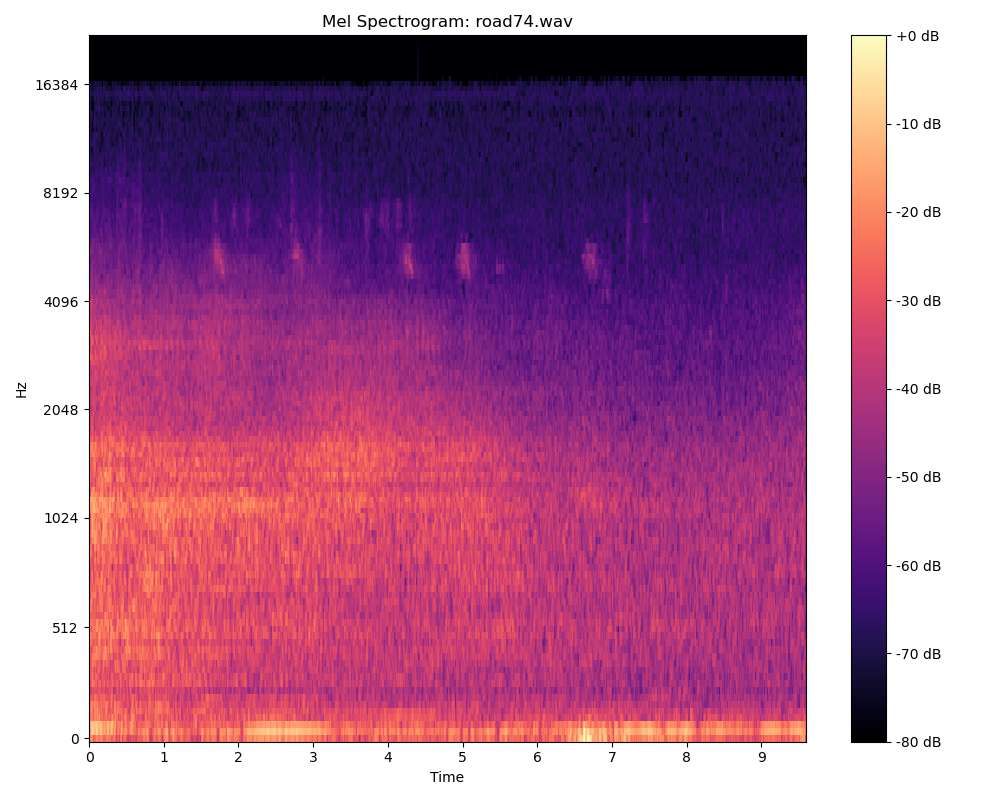 Mel Spectrogram: road74.wav
Hz
16384
8192
4096
2048
1024
512
0
0 1 2 3 4 5 6 7 8 9
Time
+0 dB
-10 dB
-20 dB
-30 dB
-40 dB
-50 dB
-60 dB
-70 dB
-80 dB